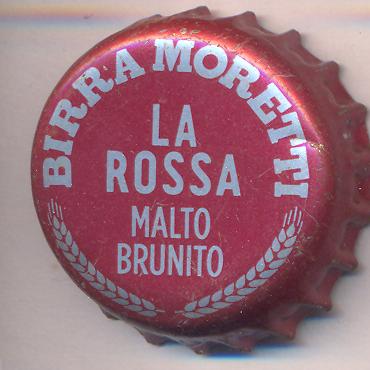 BIRRA MORETTI
LA
ROSSA
MALTO
BRUNITO